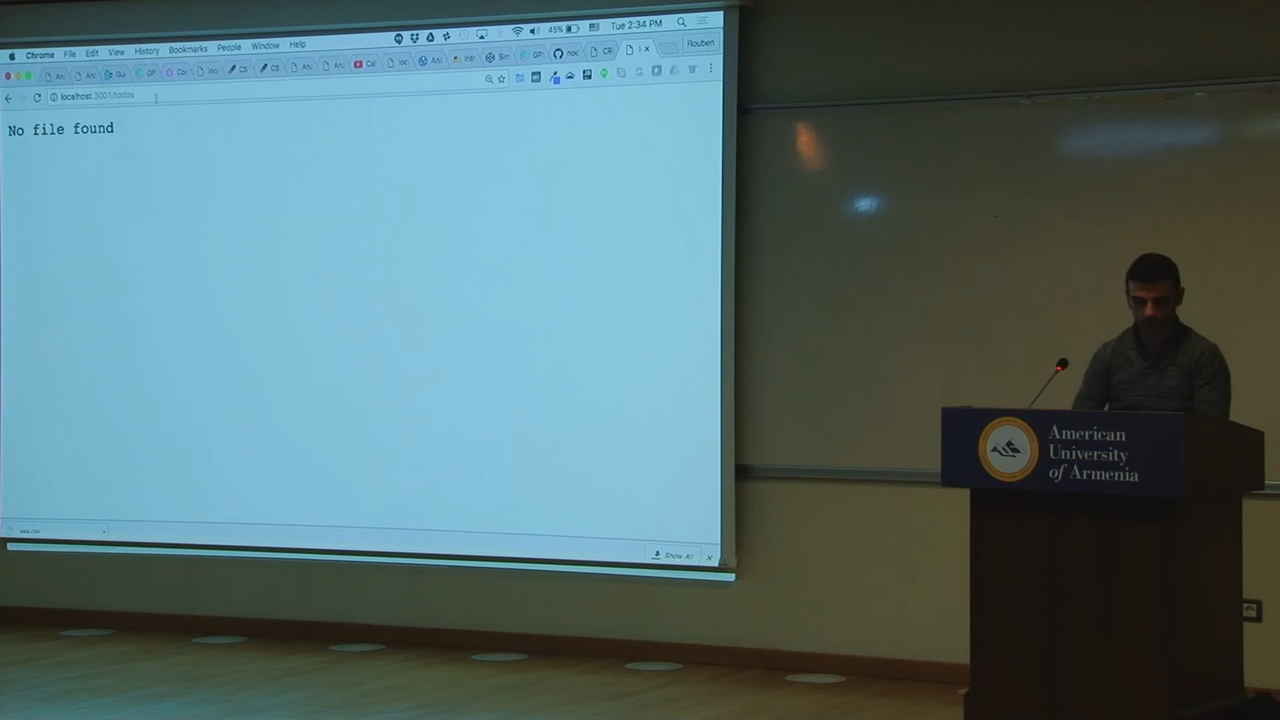 Chrome File Edit View History Bookmarks People Window Help 45% Tue 2:34 PM
Rouben
localhost:3001/todos
No file found
Show All
American
University
of Armenia